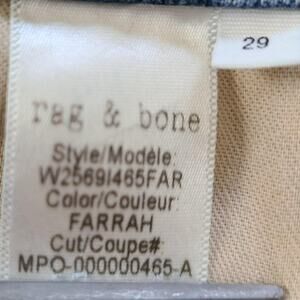 29
rag & bone
Style/Modèle:
W2569I465FAR
Color/Couleur:
FARRAH
Cut/Coupe#:
MPO-000000465-A